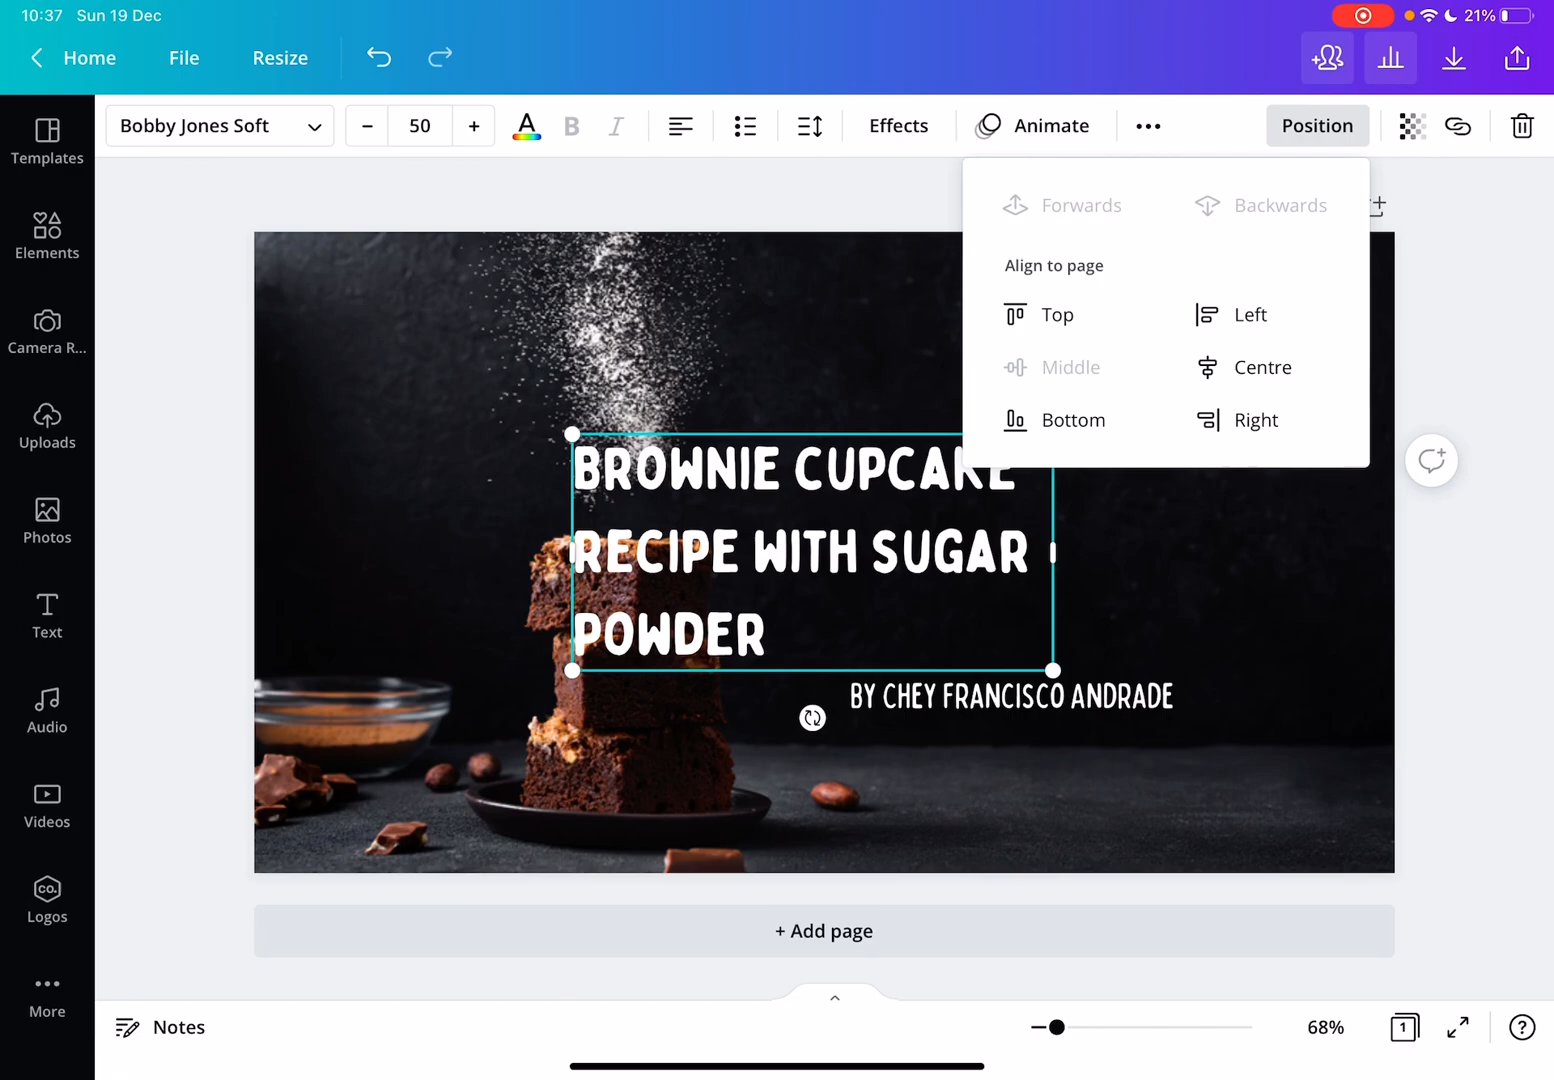 10:37 Sun 19 Dec
21%
Home File Resize
Bobby Jones Soft - 50 + A B I Effects Animate ••• Position
Templates
Elements
Camera R...
Uploads
Photos
Text
Audio
Videos
CO.
Logos
More
Forwards Backwards
Align to page
Top Left
Middle Centre
Bottom Right
BROWNIE CUPCAKE
RECIPE WITH SUGAR
POWDER
BY CHEY FRANCISCO ANDRADE
+ Add page
Notes
68% 1 ?